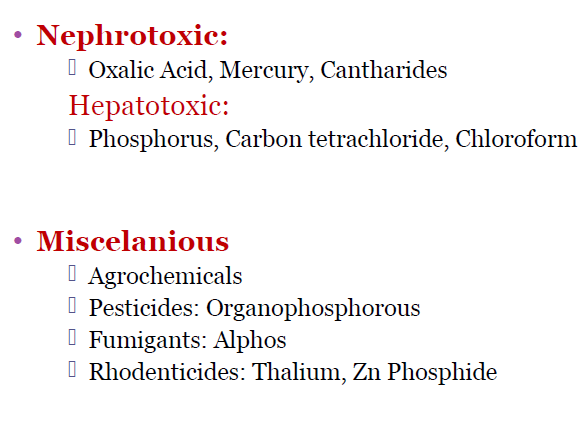 • Nephrotoxic:
▯ Oxalic Acid, Mercury, Cantharides
Hepatotoxic:
▯ Phosphorus, Carbon tetrachloride, Chloroform
• Miscelanious
▯ Agrochemicals
▯ Pesticides: Organophosphorous
▯ Fumigants: Alphos
▯ Rhodenticides: Thalium, Zn Phosphide